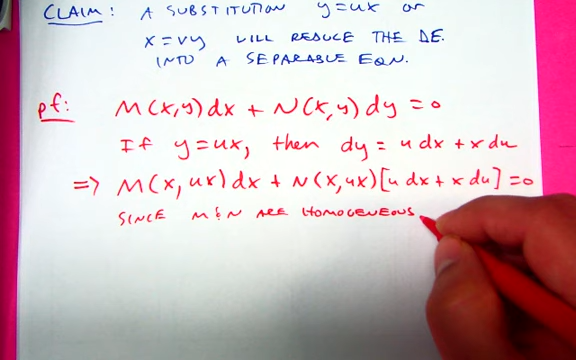 CLAIM: A SUBSTITUTION y=ux or
x=vy WILL REDUCE THE DE.
INTO A SEPARABLE EQN.
pf: M(x,y)dx + N(x,y)dy=0
If y=ux, then dy= u dx + x du
=> M(x,ux)dx + N(x,ux)[u dx + x du]=0
SINCE M & N ARE HOMOGENEOUS